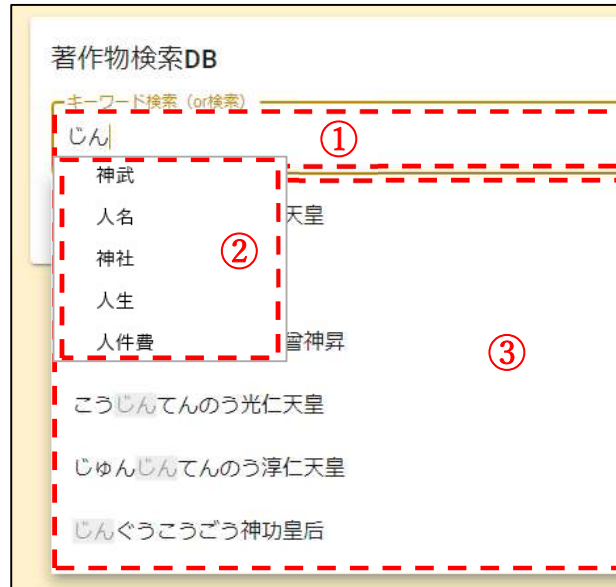 著作物検索DB
キーワード検索（or検索）
じん
①
神武
人名
天皇
神社
②
人生
人件費
曾神昇
③
こうじんてんのう光仁天皇
じゅんじんてんのう淳仁天皇
じんぐうこうごう神功皇后